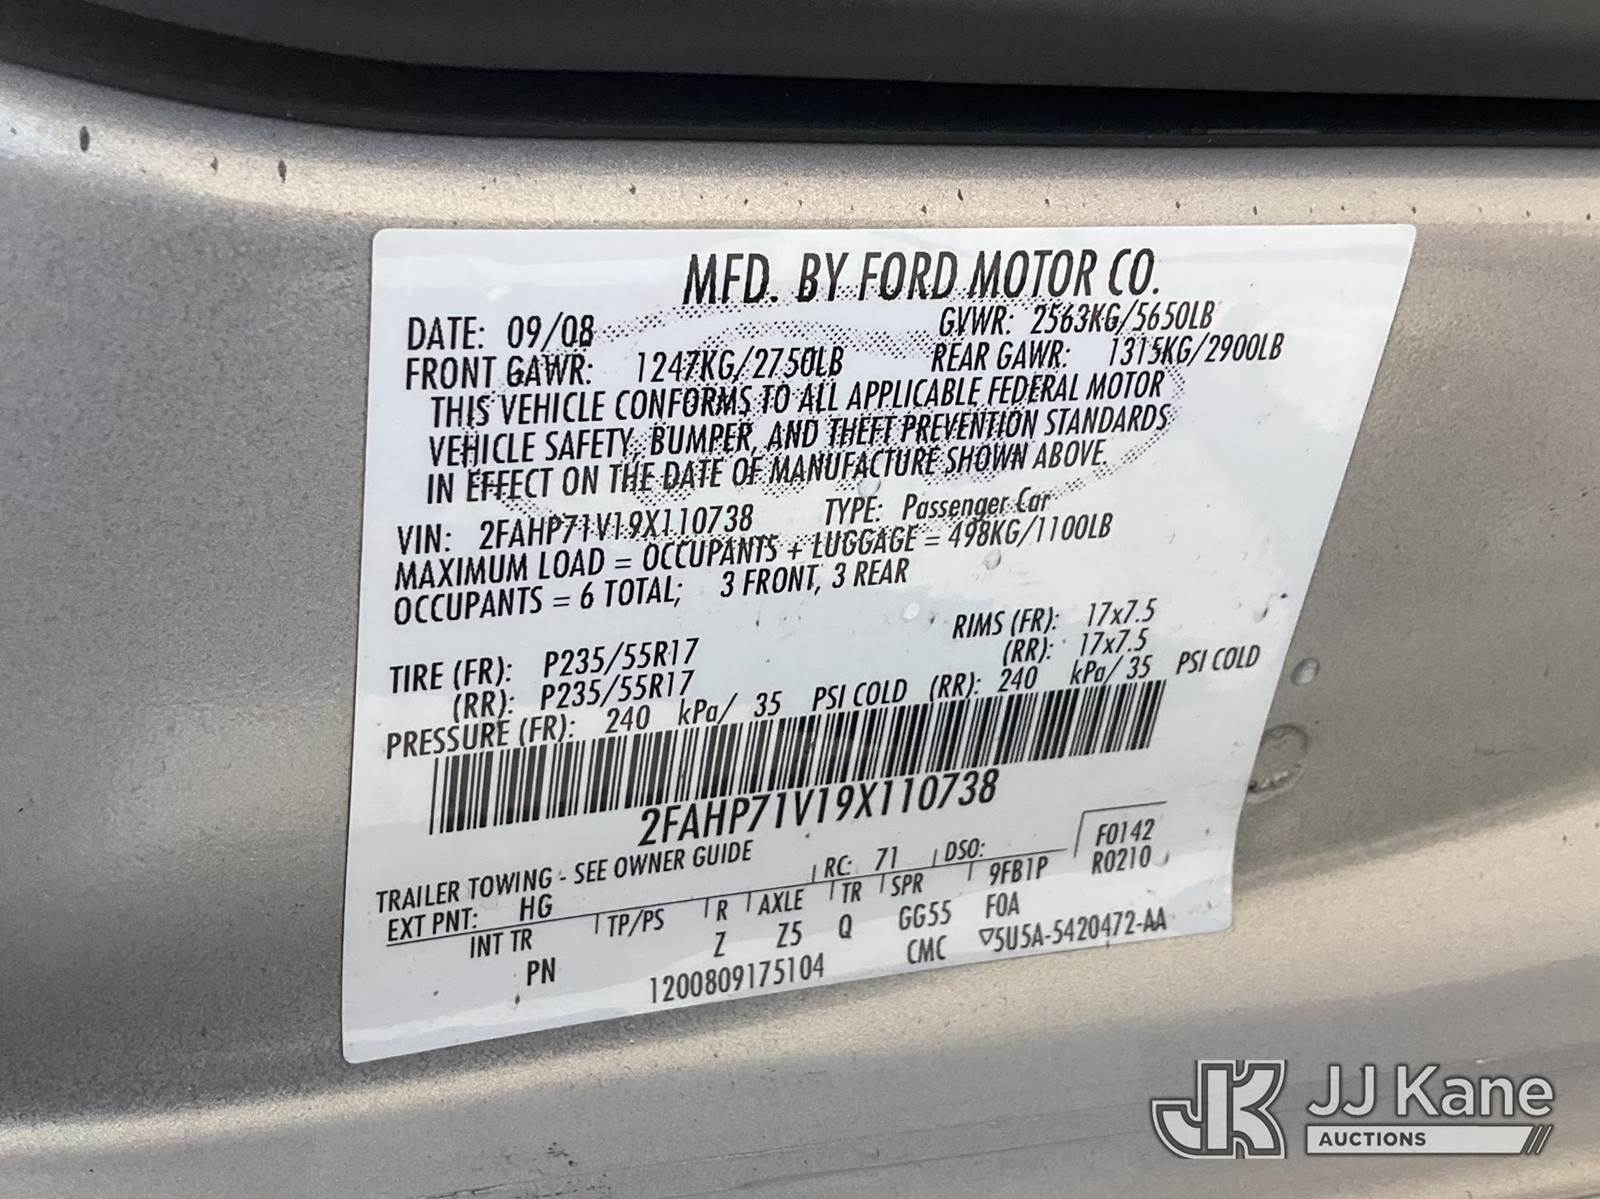 MFD. BY FORD MOTOR CO.
DATE: 09/08 GVWR: 2563KG/5650LB
FRONT GAWR: 1247KG/2750LB REAR GAWR: 1315KG/2900LB
THIS VEHICLE CONFORMS TO ALL APPLICABLE FEDERAL MOTOR
VEHICLE SAFETY, BUMPER, AND THEFT PREVENTION STANDARDS
IN EFFECT ON THE DATE OF MANUFACTURE SHOWN ABOVE.
VIN: 2FAHP71V19X110738 TYPE: Passenger Car
MAXIMUM LOAD = OCCUPANTS + LUGGAGE = 498KG/1100LB
OCCUPANTS = 6 TOTAL; 3 FRONT, 3 REAR
TIRE (FR): P235/55R17 RIMS (FR): 17x7.5
(RR): P235/55R17 (RR): 17x7.5
PRESSURE (FR): 240 kPa/ 35 PSI COLD (RR): 240 kPa/ 35 PSI COLD
2FAHP71V19X110738
TRAILER TOWING - SEE OWNER GUIDE F0142
EXT PNT: HG RC: 71 DSO: R0210
INT TR TP/PS R AXLE TR SPR 9FB1P
PN Z Z5 Q GG55 F0A
1200809175104 CMC ▽5U5A-5420472-AA
JK JJ Kane
AUCTIONS